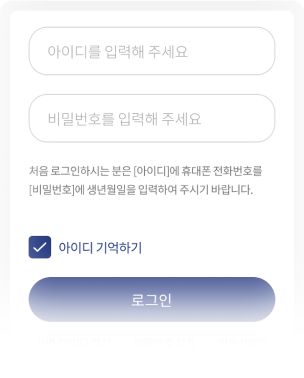 아이디를 입력해 주세요
비밀번호를 입력해 주세요
처음 로그인하시는 분은 [아이디]에 휴대폰 전화번호를
[비밀번호]에 생년월일을 입력하여 주시기 바랍니다.
아이디 기억하기
로그인